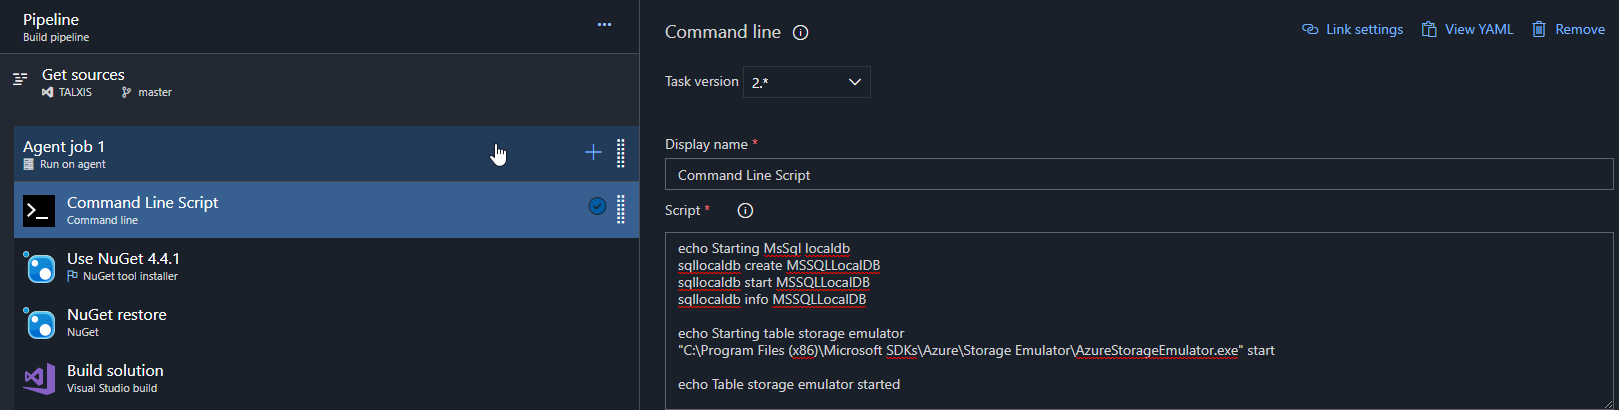 Pipeline
Build pipeline
Get sources
TALXIS master
Agent job 1
Run on agent
Command Line Script
Command line
Use NuGet 4.4.1
NuGet tool installer
NuGet restore
NuGet
Build solution
Visual Studio build
Command line
Link settings View YAML Remove
Task version 2.*
Display name *
Command Line Script
Script *
echo Starting MsSql localdb
sqllocaldb create MSSQLLocalDB
sqllocaldb start MSSQLLocalDB
sqllocaldb info MSSQLLocalDB
echo Starting table storage emulator
"C:\Program Files (x86)\Microsoft SDKs\Azure\Storage Emulator\AzureStorageEmulator.exe" start
echo Table storage emulator started